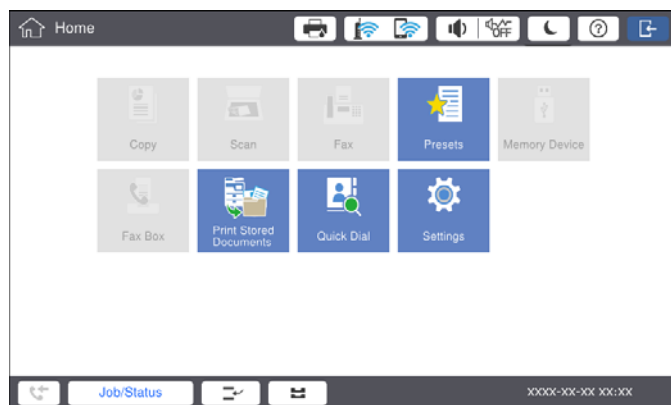 Home
OFF
?
Copy
Scan
Fax
Presets
Memory Device
Fax Box
Print Stored
Documents
Quick Dial
Settings
Job/Status
XXXX-XX-XX XX:XX